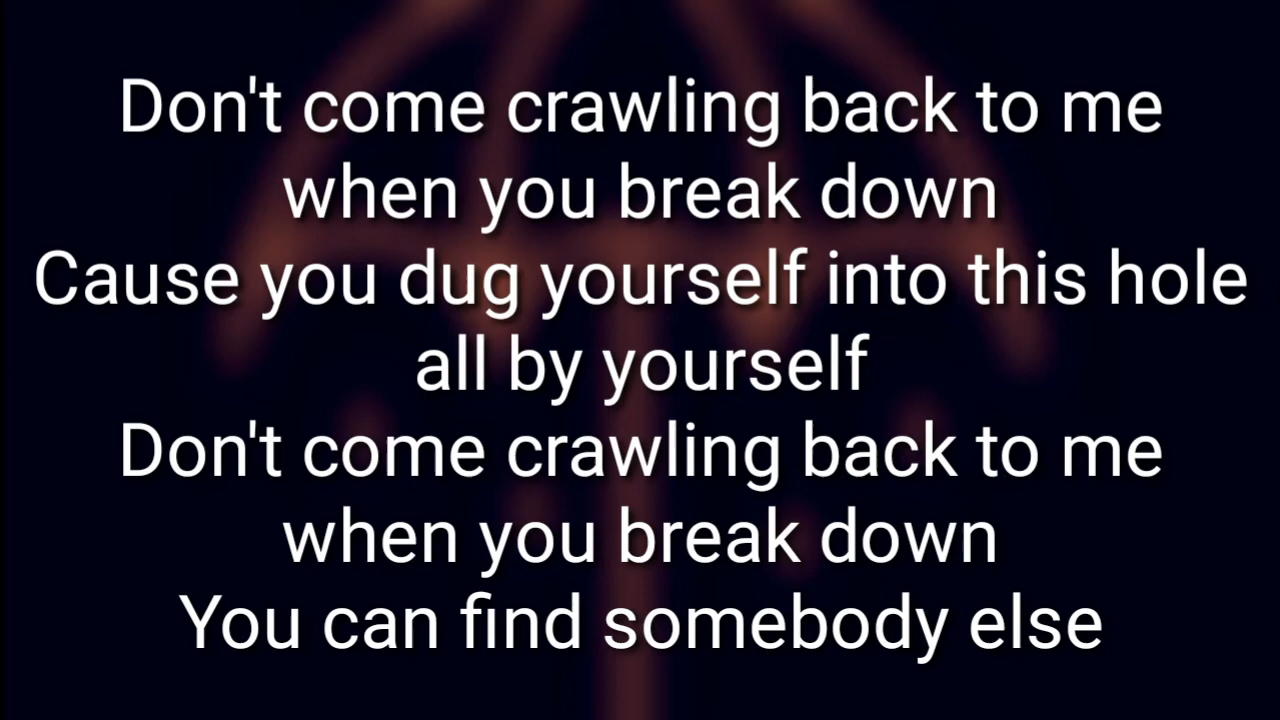 Don't come crawling back to me
when you break down
Cause you dug yourself into this hole
all by yourself
Don't come crawling back to me
when you break down
You can find somebody else